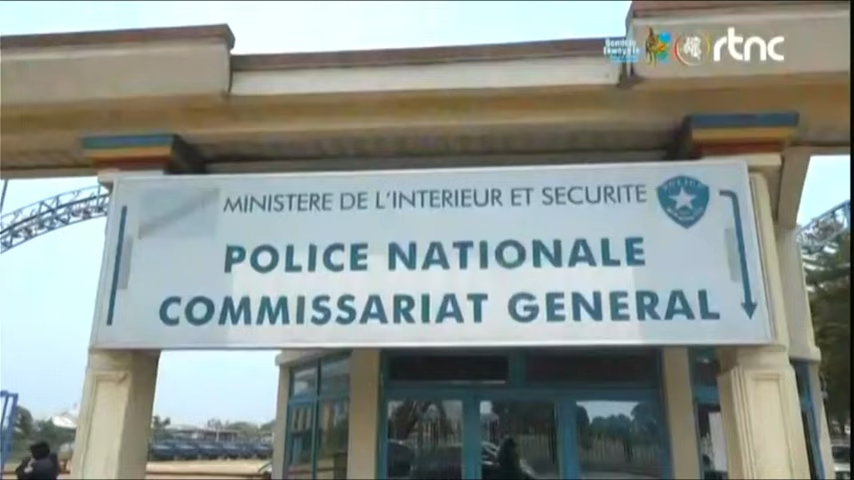 rtnc
MINISTERE DE L'INTERIEUR ET SECURITE
POLICE NATIONALE
COMMISSARIAT GENERAL